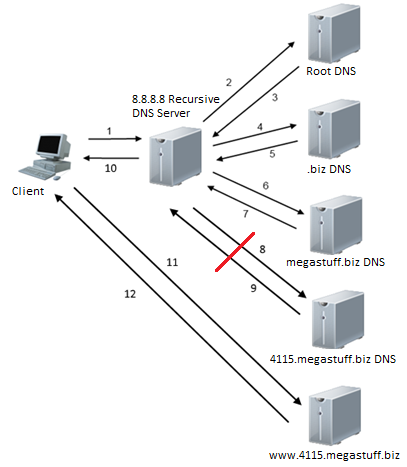 Root DNS
2
3
8.8.8.8 Recursive
DNS Server
1
10
Client
4
5
.biz DNS
6
7
megastuff.biz DNS
8
9
4115.megastuff.biz DNS
11
12
www.4115.megastuff.biz